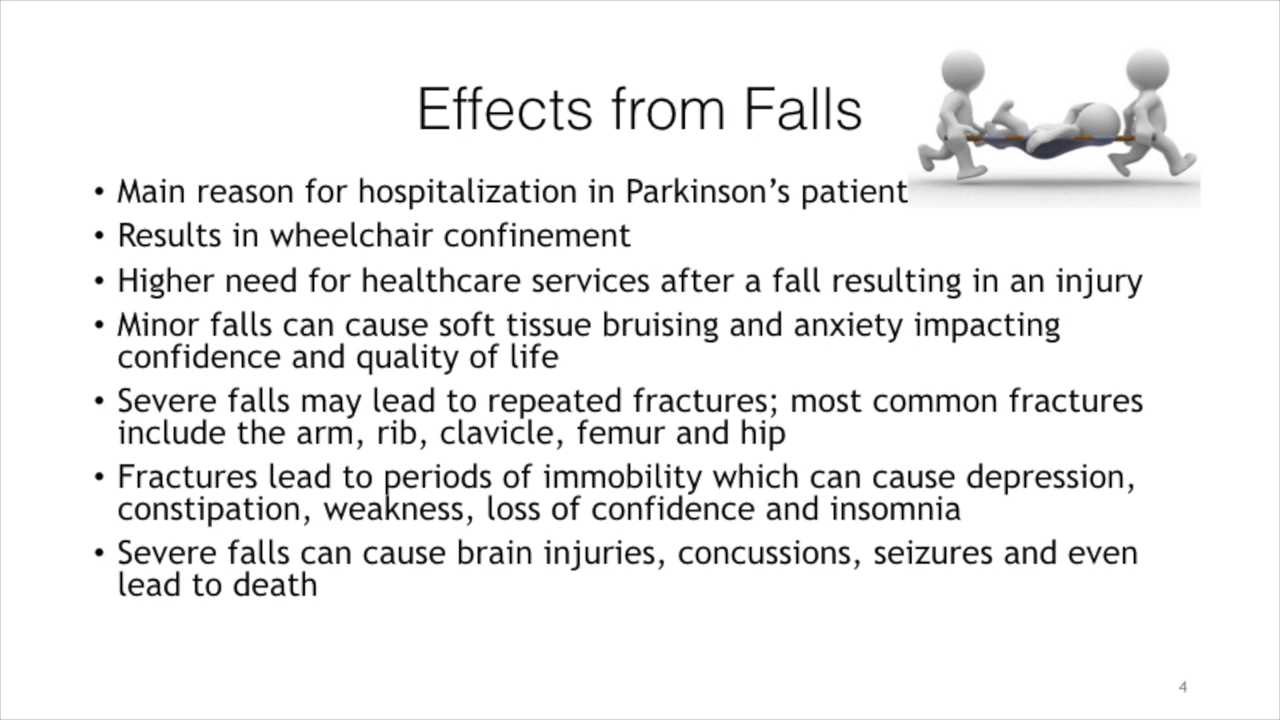 Effects from Falls
• Main reason for hospitalization in Parkinson’s patient
• Results in wheelchair confinement
• Higher need for healthcare services after a fall resulting in an injury
• Minor falls can cause soft tissue bruising and anxiety impacting
confidence and quality of life
• Severe falls may lead to repeated fractures; most common fractures
include the arm, rib, clavicle, femur and hip
• Fractures lead to periods of immobility which can cause depression,
constipation, weakness, loss of confidence and insomnia
• Severe falls can cause brain injuries, concussions, seizures and even
lead to death
4